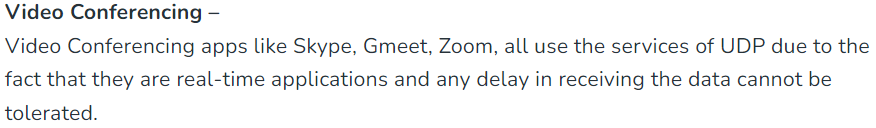 Video Conferencing –
Video Conferencing apps like Skype, Gmeet, Zoom, all use the services of UDP due to the
fact that they are real-time applications and any delay in receiving the data cannot be
tolerated.